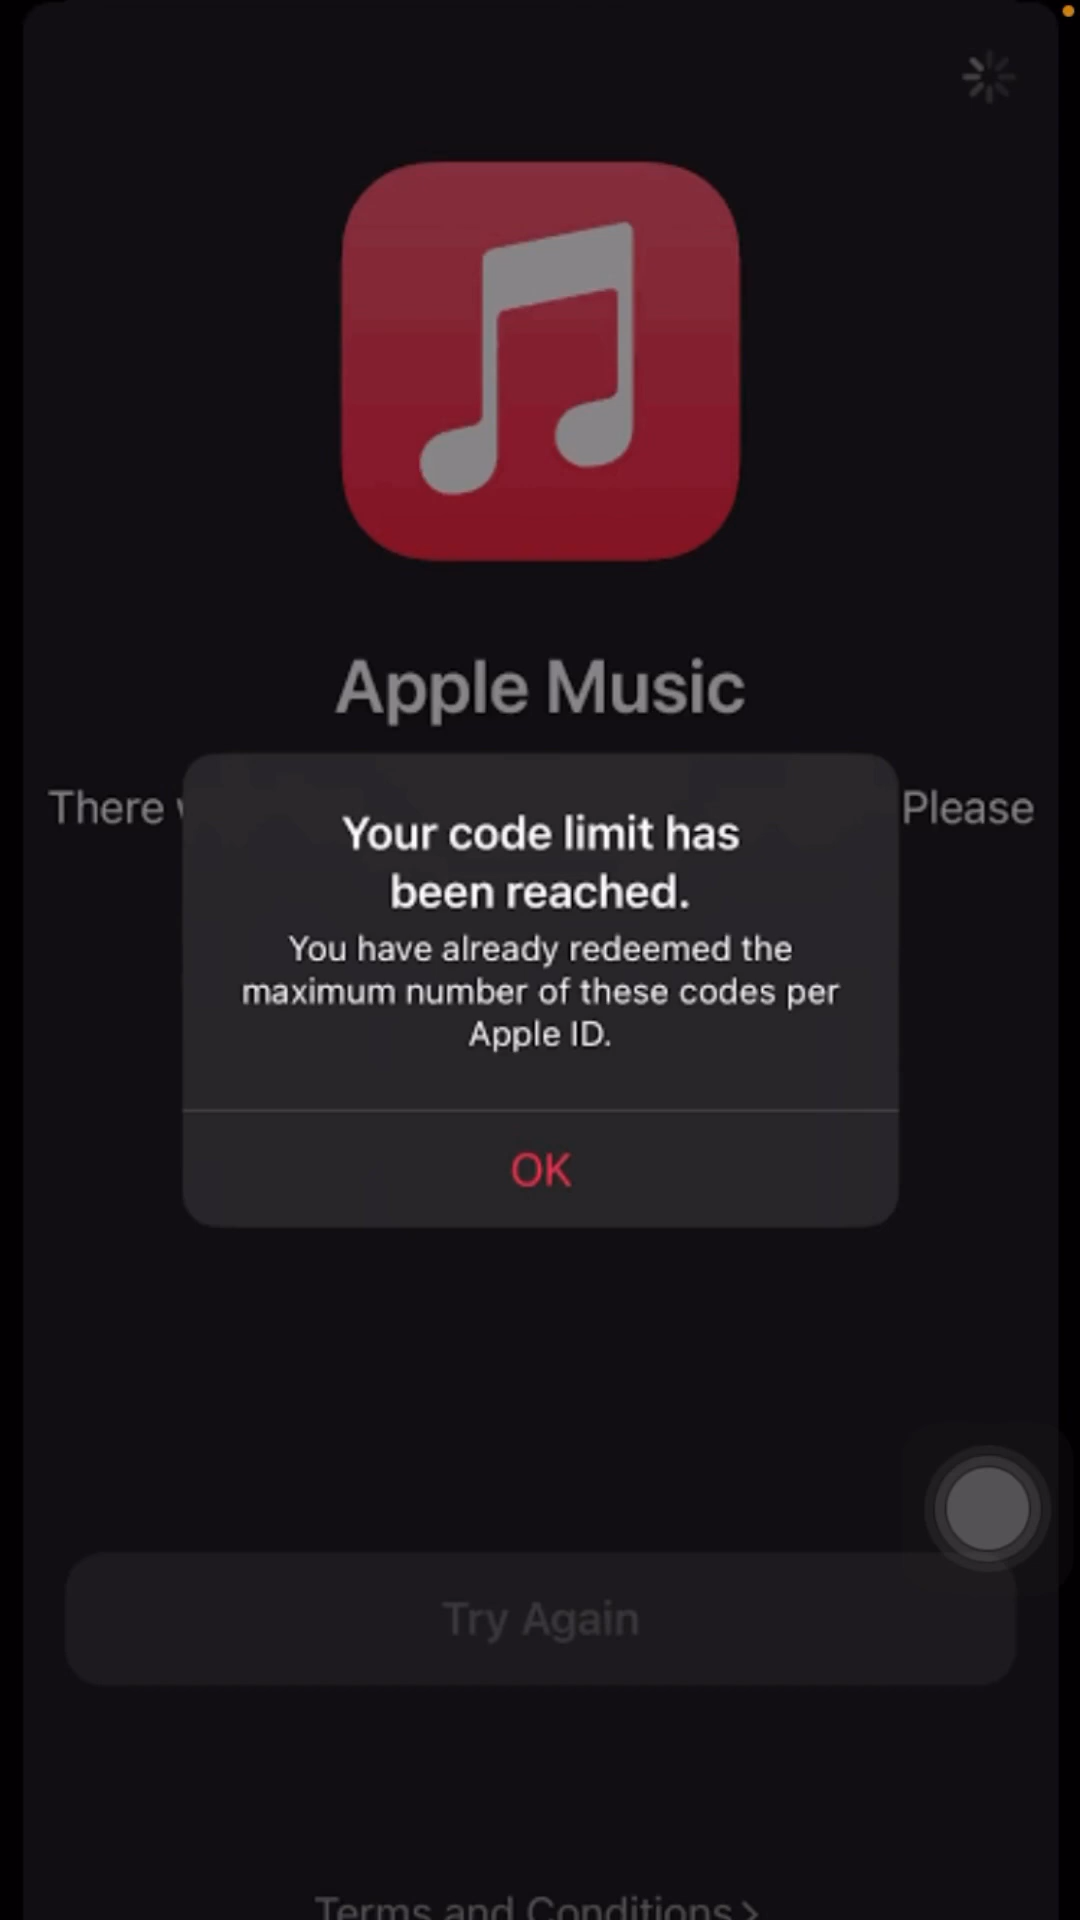 Apple Music
There
Please
Your code limit has
been reached.
You have already redeemed the
maximum number of these codes per
Apple ID.
OK
Try Again
Terms and Conditions >